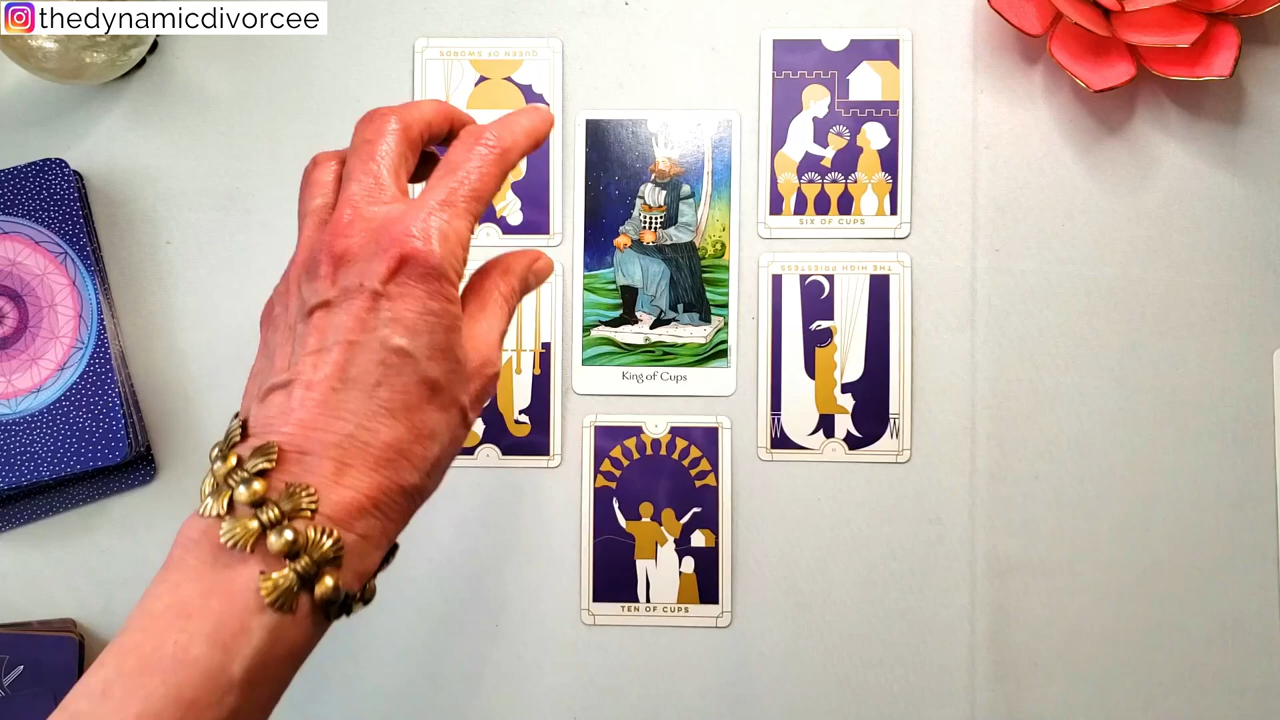 thedynamicdivorcee
QUEEN OF SWORDS
SIX OF CUPS
THE HIGH PRIESTESS
King of Cups
TEN OF CUPS